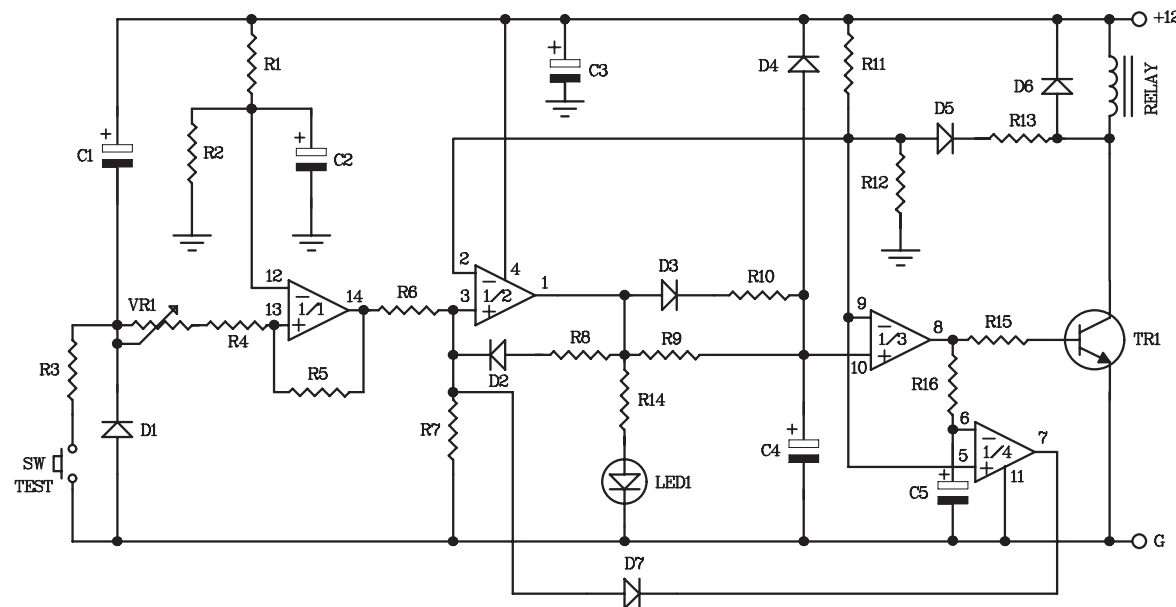 +12
R1
C3
D4
R11
D6
RELAY
D5
R13
C1
R2
C2
R12
2
4
1
D3
R10
12
VR1
14
R6
3
1/2
13
1/1
9
8
R15
R4
1/3
TR1
R3
R8
R9
10
R5
D2
R16
R14
R7
D1
6
7
5
1/4
SW
TEST
C4
LED1
C5
11
G
D7